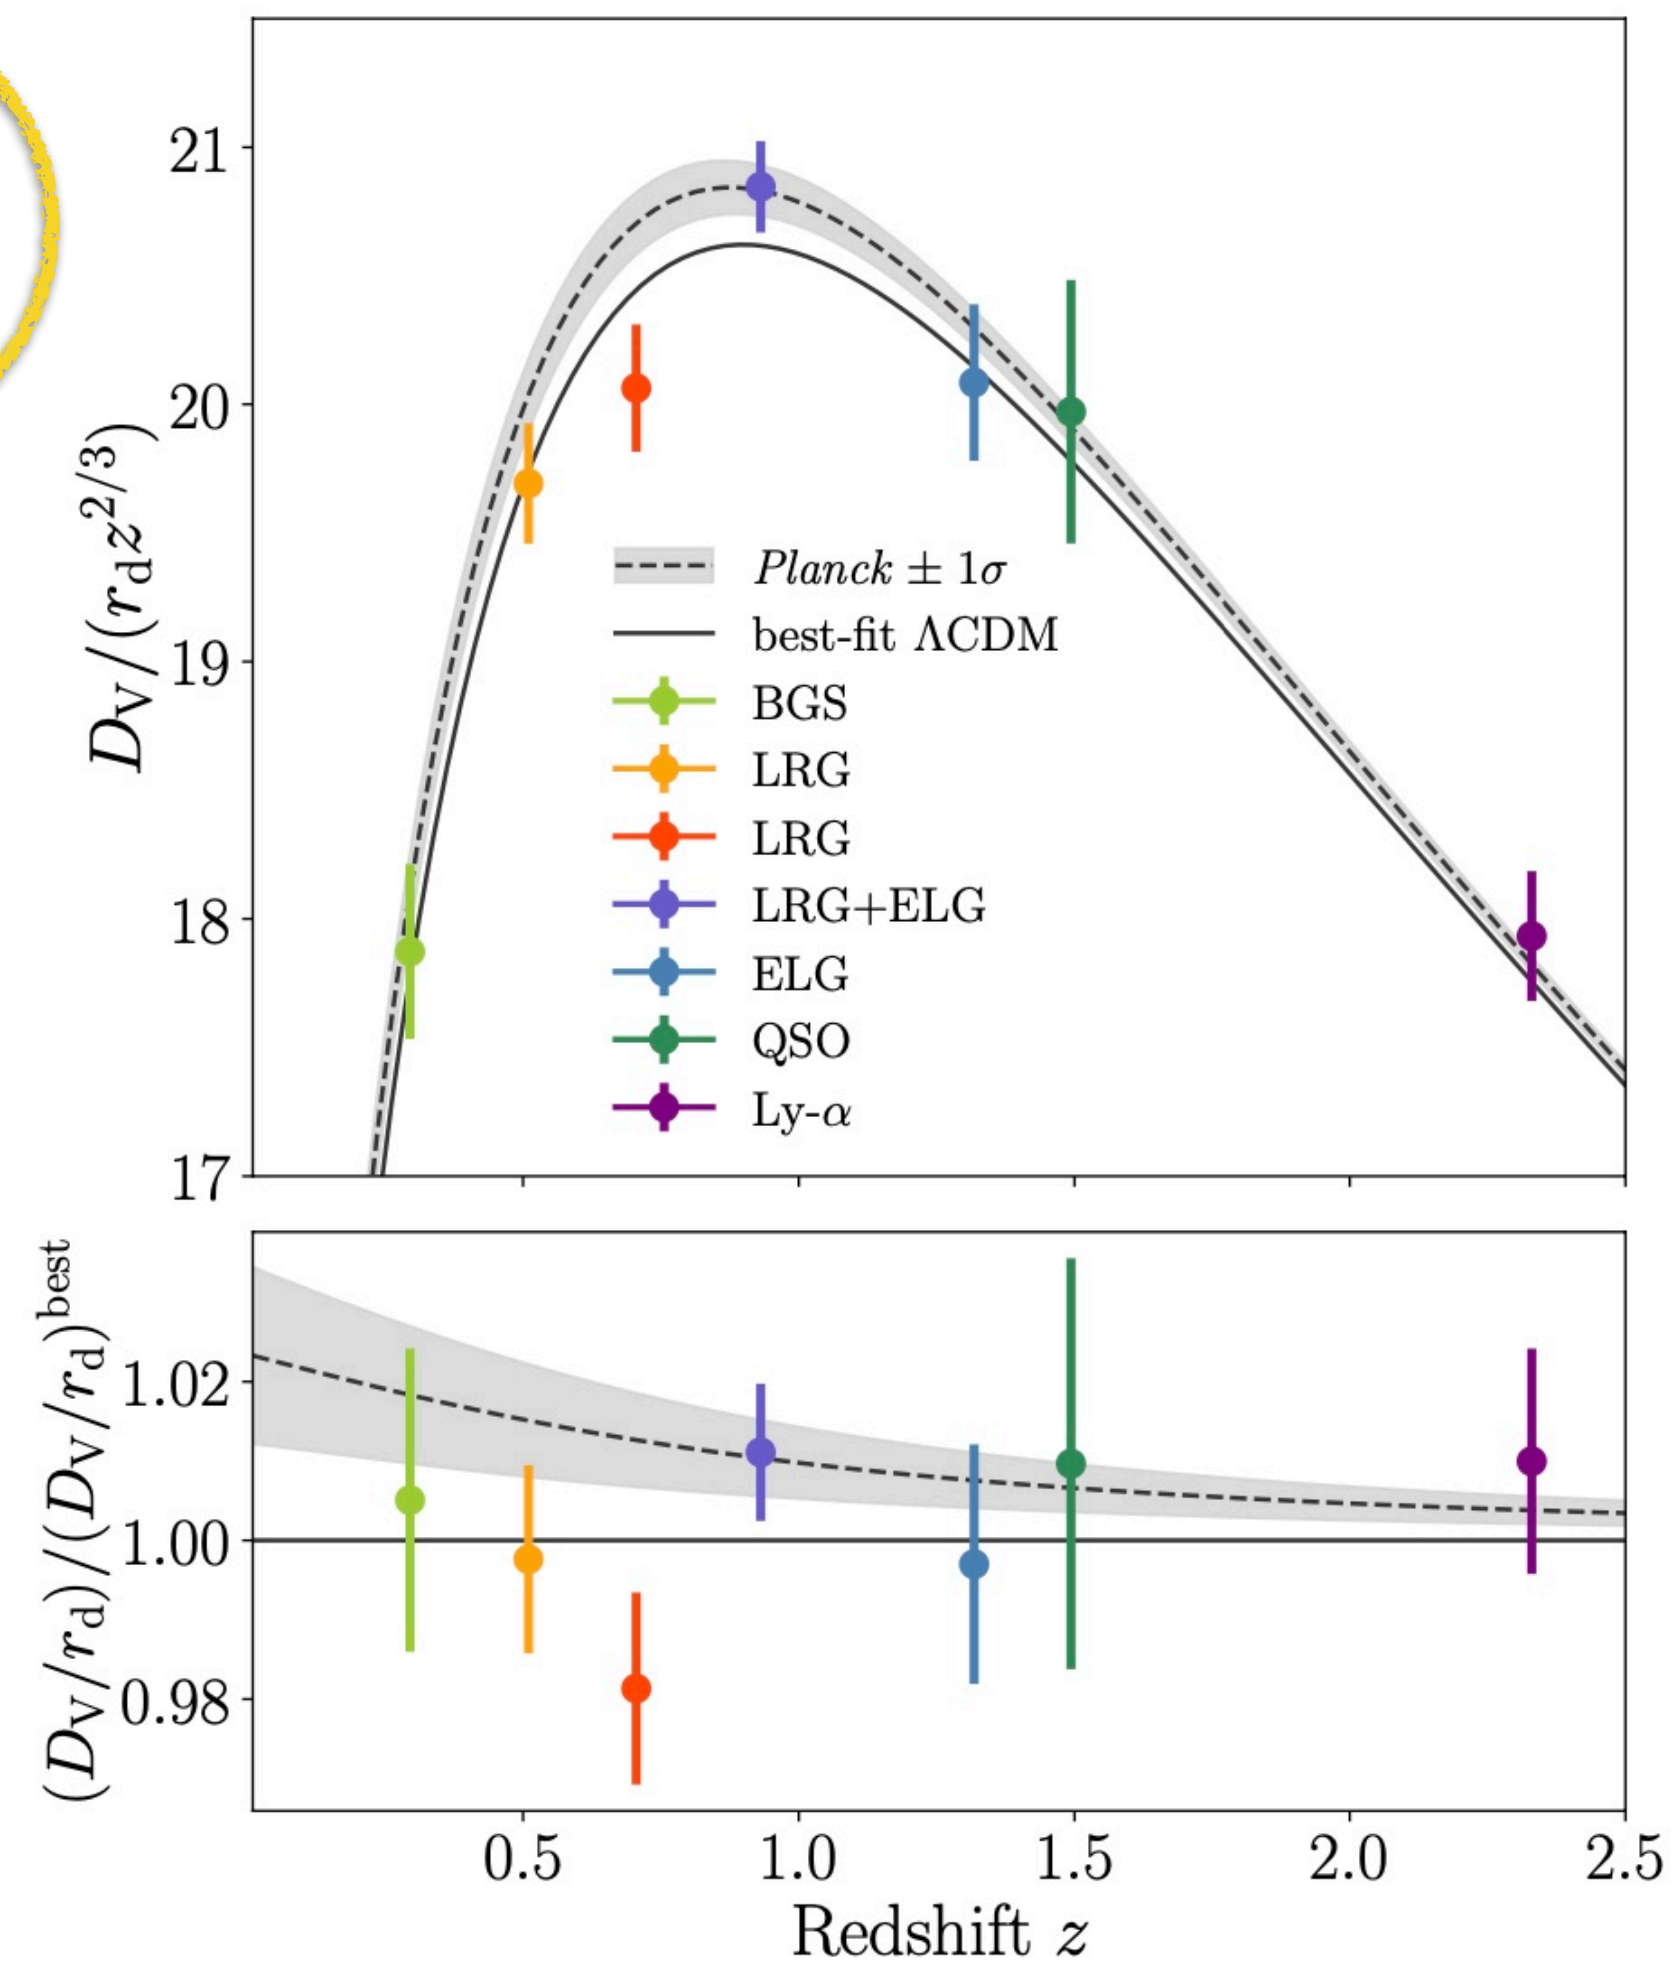 21
20
19
18
17
D_V/(r_d z^{2/3})
Planck ± 1σ
best-fit ΛCDM
BGS
LRG
LRG
LRG+ELG
ELG
QSO
Ly-α
(D_V/r_d)/(D_V/r_d)^{best}
1.02
1.00
0.98
0.5 1.0 1.5 2.0 2.5
Redshift z